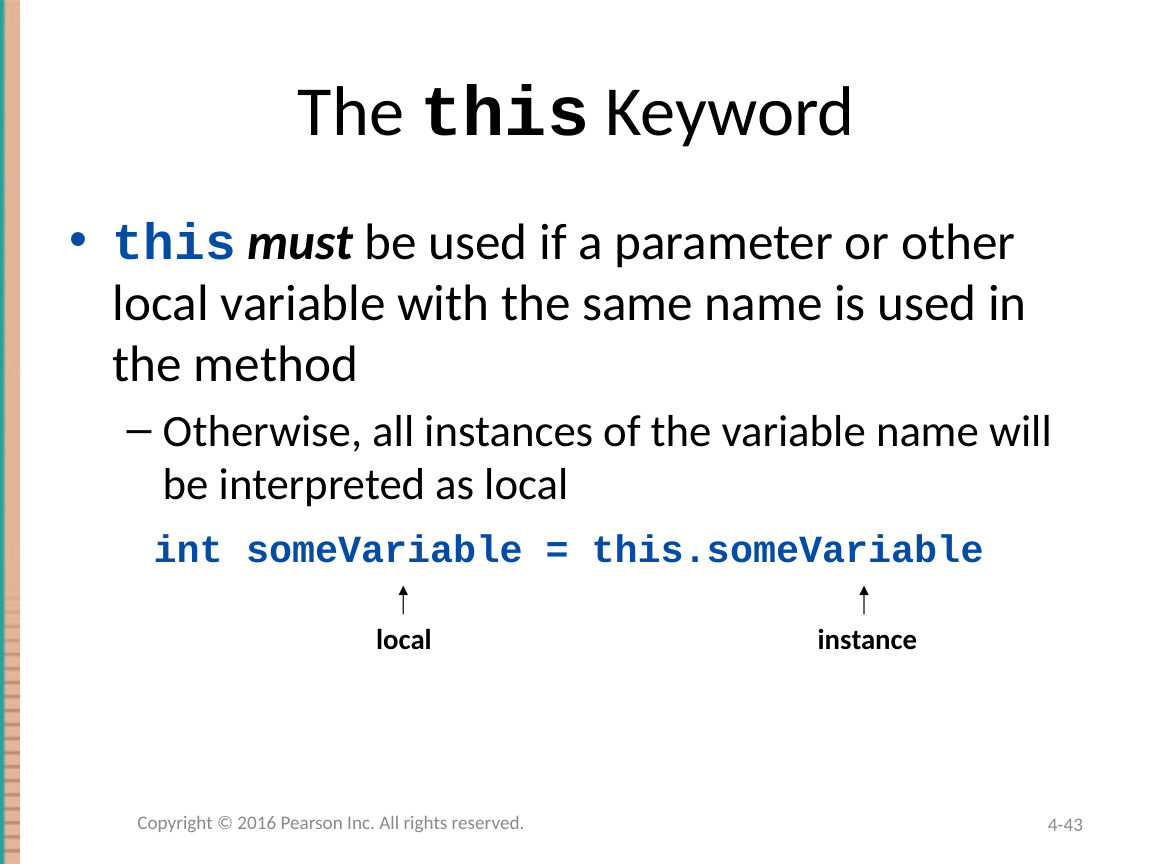 The this Keyword
• this must be used if a parameter or other
local variable with the same name is used in
the method
– Otherwise, all instances of the variable name will
be interpreted as local
int someVariable = this.someVariable
local instance
Copyright © 2016 Pearson Inc. All rights reserved. 4-43